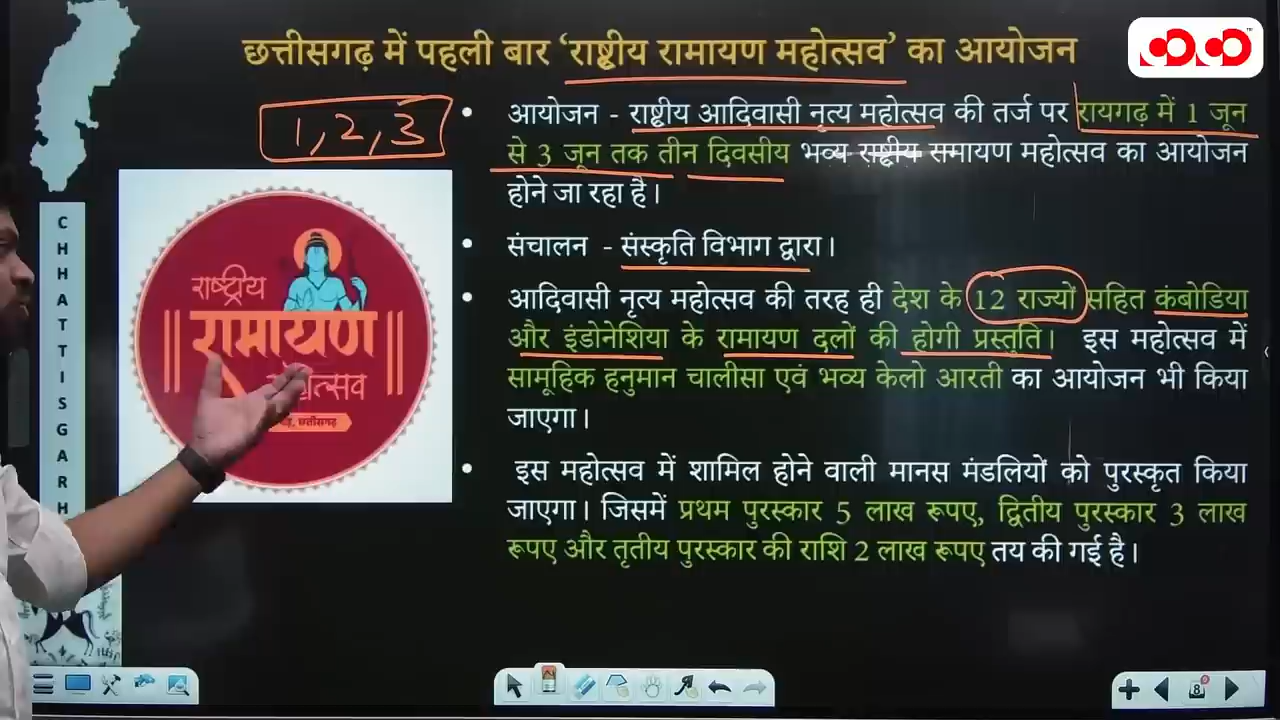 छत्तीसगढ़ में पहली बार ‘राष्ट्रीय रामायण महोत्सव’ का आयोजन
1, 2, 3
• आयोजन - राष्ट्रीय आदिवासी नृत्य महोत्सव की तर्ज पर रायगढ़ में 1 जून
से 3 जून तक तीन दिवसीय भव्य राष्ट्रीय रामायण महोत्सव का आयोजन
होने जा रहा है।
• संचालन - संस्कृति विभाग द्वारा।
• आदिवासी नृत्य महोत्सव की तरह ही देश के 12 राज्यों सहित कंबोडिया
और इंडोनेशिया के रामायण दलों की होगी प्रस्तुति। इस महोत्सव में
सामूहिक हनुमान चालीसा एवं भव्य केलो आरती का आयोजन भी किया
जाएगा।
• इस महोत्सव में शामिल होने वाली मानस मंडलियों को पुरस्कृत किया
जाएगा। जिसमें प्रथम पुरस्कार 5 लाख रूपए, द्वितीय पुरस्कार 3 लाख
रूपए और तृतीय पुरस्कार की राशि 2 लाख रूपए तय की गई है।
राष्ट्रीय
रामायण
छत्तीसगढ़
CHHATTISGARH
8